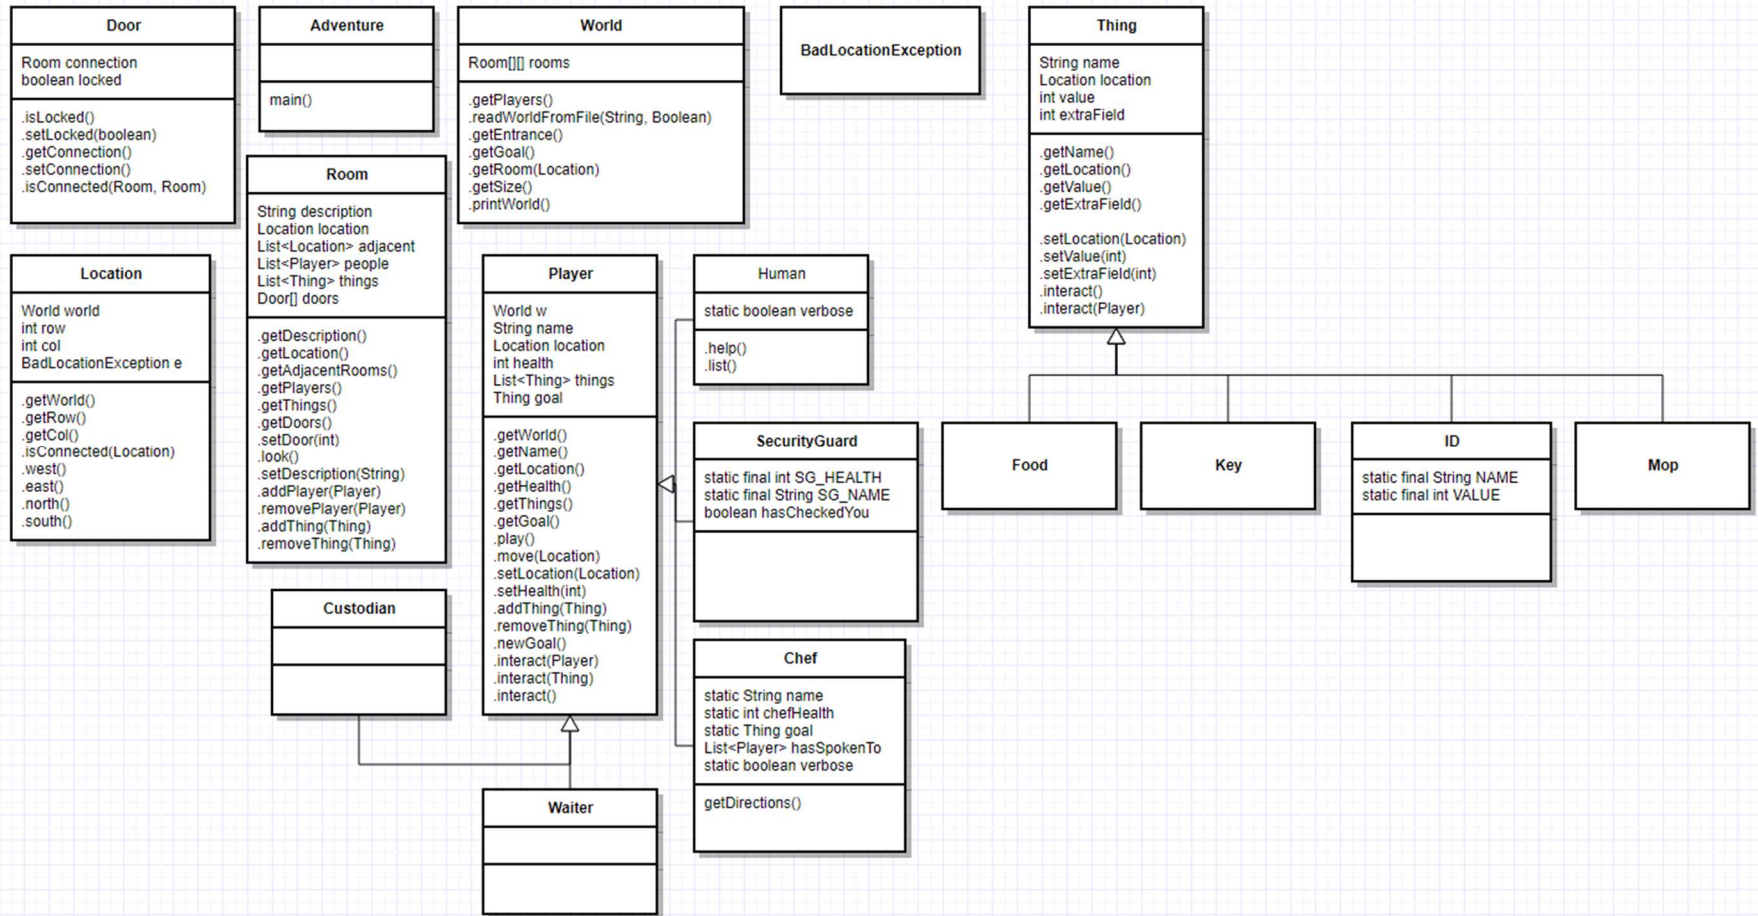 Door
Room connection
boolean locked
.isLocked()
.setLocked(boolean)
.getConnection()
.setConnection()
.isConnected(Room, Room)
Adventure
main()
World
Room[][] rooms
.getPlayers()
.readWorldFromFile(String, Boolean)
.getEntrance()
.getGoal()
.getRoom(Location)
.getSize()
.printWorld()
BadLocationException
Thing
String name
Location location
int value
int extraField
.getName()
.getLocation()
.getValue()
.getExtraField()
.setLocation(Location)
.setValue(int)
.setExtraField(int)
.interact()
.interact(Player)
Room
String description
Location location
List<Location> adjacent
List<Player> people
List<Thing> things
Door[] doors
.getDescription()
.getLocation()
.getAdjacentRooms()
.getPlayers()
.getThings()
.getDoors()
.setDoor(int)
.look()
.setDescription(String)
.addPlayer(Player)
.removePlayer(Player)
.addThing(Thing)
.removeThing(Thing)
Location
World world
int row
int col
BadLocationException e
.getWorld()
.getRow()
.getCol()
.isConnected(Location)
.west()
.east()
.north()
.south()
Player
World w
String name
Location location
int health
List<Thing> things
Thing goal
.getWorld()
.getName()
.getLocation()
.getHealth()
.getThings()
.getGoal()
.play()
.move(Location)
.setLocation(Location)
.setHealth(int)
.addThing(Thing)
.removeThing(Thing)
.newGoal()
.interact(Player)
.interact(Thing)
.interact()
Human
static boolean verbose
.help()
.list()
SecurityGuard
static final int SG_HEALTH
static final String SG_NAME
boolean hasCheckedYou
Food
Key
ID
static final String NAME
static final int VALUE
Mop
Custodian
Chef
static String name
static int chefHealth
static Thing goal
List<Player> hasSpokenTo
static boolean verbose
getDirections()
Waiter